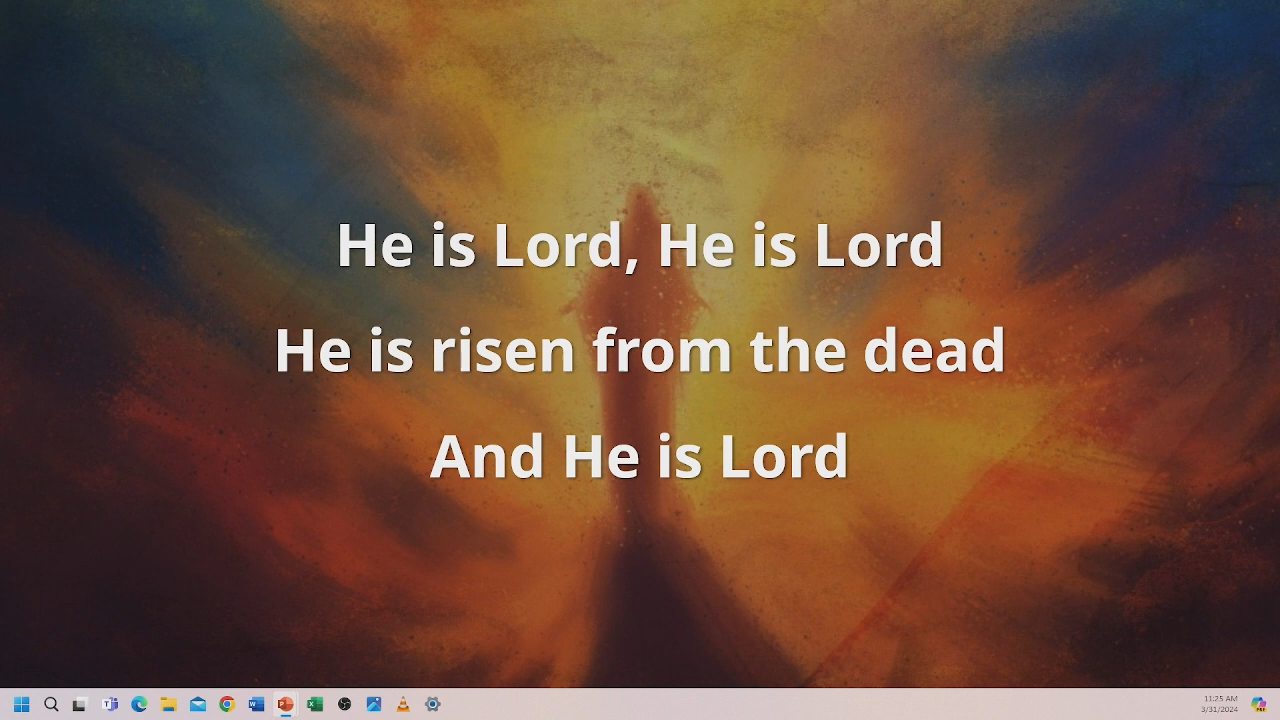 He is Lord, He is Lord
He is risen from the dead
And He is Lord
11:25 AM
3/31/2024